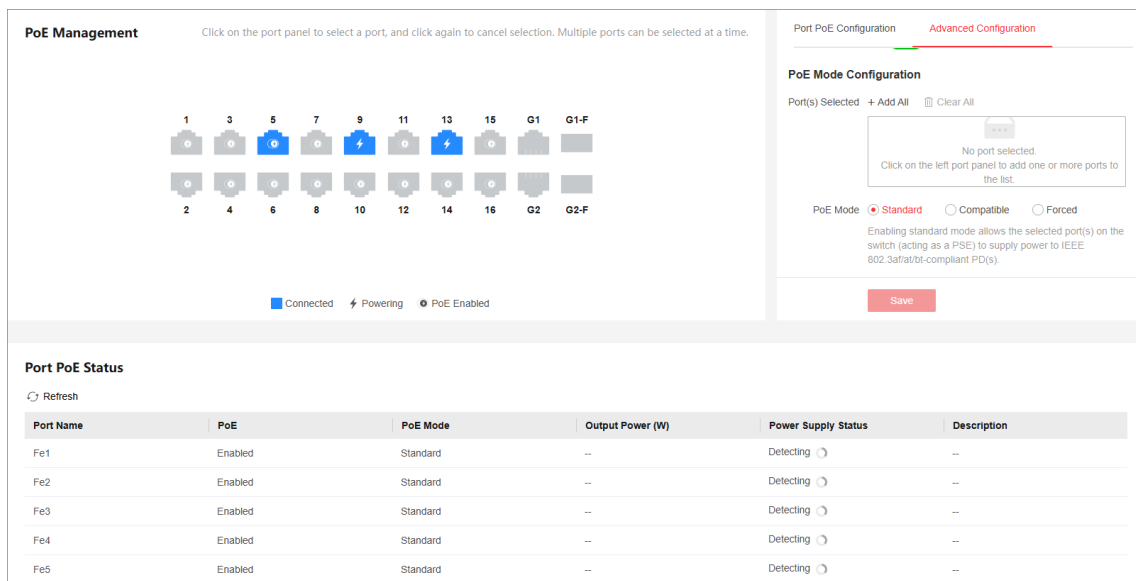 PoE Management
Click on the port panel to select a port, and click again to cancel selection. Multiple ports can be selected at a time.
1 3 5 7 9 11 13 15 G1 G1-F
2 4 6 8 10 12 14 16 G2 G2-F
Connected Powering PoE Enabled
Port PoE Configuration Advanced Configuration
PoE Mode Configuration
Port(s) Selected + Add All Clear All
No port selected.
Click on the left port panel to add one or more ports to
the list.
PoE Mode Standard Compatible Forced
Enabling standard mode allows the selected port(s) on the
switch (acting as a PSE) to supply power to IEEE
802.3af/at/bt-compliant PD(s).
Save
Port PoE Status
Refresh
Port Name PoE PoE Mode Output Power (W) Power Supply Status Description
Fe1 Enabled Standard -- Detecting --
Fe2 Enabled Standard -- Detecting --
Fe3 Enabled Standard -- Detecting --
Fe4 Enabled Standard -- Detecting --
Fe5 Enabled Standard -- Detecting --